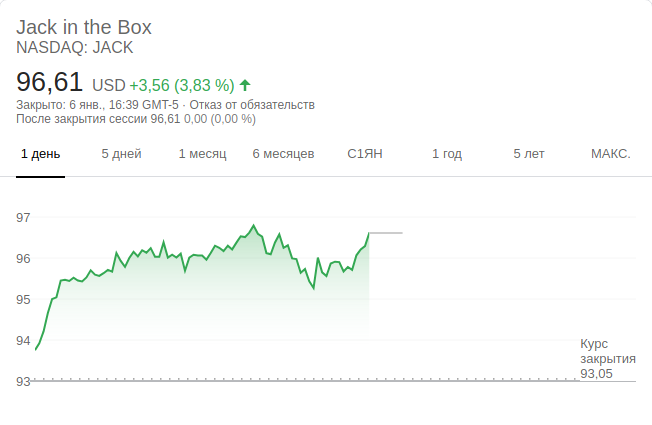 Jack in the Box
NASDAQ: JACK
96,61 USD +3,56 (3,83 %)
Закрыто: 6 янв., 16:39 GMT-5 · Отказ от обязательств
После закрытия сессии 96,61 0,00 (0,00 %)
1 день 5 дней 1 месяц 6 месяцев С1ЯН 1 год 5 лет МАКС.
97
96
95
94
Курс
закрытия
93,05
93